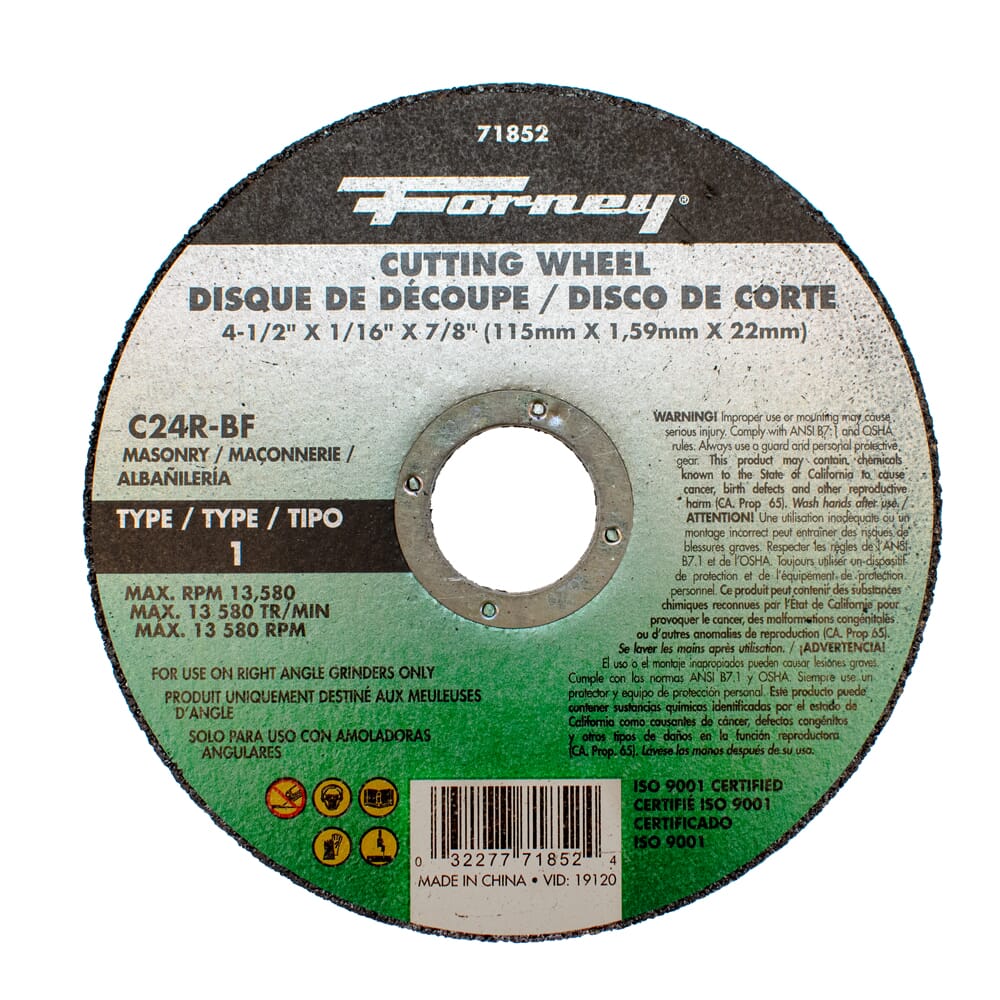 71852
Forney®
CUTTING WHEEL
DISQUE DE DÉCOUPE / DISCO DE CORTE
4-1/2" X 1/16" X 7/8" (115mm X 1,59mm X 22mm)
C24R-BF
MASONRY / MAÇONNERIE /
ALBAÑILERÍA
TYPE / TYPE / TIPO
1
MAX. RPM 13,580
MAX. 13 580 TR/MIN
MÁX. 13 580 RPM
FOR USE ON RIGHT ANGLE GRINDERS ONLY
PRODUIT UNIQUEMENT DESTINÉ AUX MEULEUSES
D'ANGLE
SOLO PARA USO CON AMOLADORAS
ANGULARES
WARNING! Improper use or mounting may cause
serious injury. Comply with ANSI B7.1 and OSHA
rules. Always use a guard and personal protective
gear. This product may contain chemicals
known to the State of California to cause
cancer, birth defects and other reproductive
harm (CA. Prop 65). Wash hands after use. /
ATTENTION! Une utilisation inadéquate ou un
montage incorrect peut entraîner des risques de
blessures graves. Respecter les règles de l'ANSI
B7.1 et de l'OSHA. Toujours utiliser un dispositif
de protection et de l'équipement de protection
personnel. Ce produit peut contenir des substances
chimiques reconnues par l'État de Californie pour
provoquer le cancer, des malformations congénitales
ou d'autres anomalies de reproduction (CA. Prop 65).
Se laver les mains après utilisation. / ¡ADVERTENCIA!
El uso o el montaje inapropiados pueden causar lesiones graves.
Cumple con las normas ANSI B7.1 y OSHA. Siempre use un
protector y equipo de protección personal. Este producto puede
contener sustancias químicas identificadas por el estado de
California como causantes de cáncer, defectos congénitos
y otros tipos de daños en la función reproductora
(CA. Prop. 65). Lávese las manos después de su uso.
ISO 9001 CERTIFIED
CERTIFIÉ ISO 9001
CERTIFICADO
ISO 9001
0 32277 71852 4
MADE IN CHINA • VID: 19120